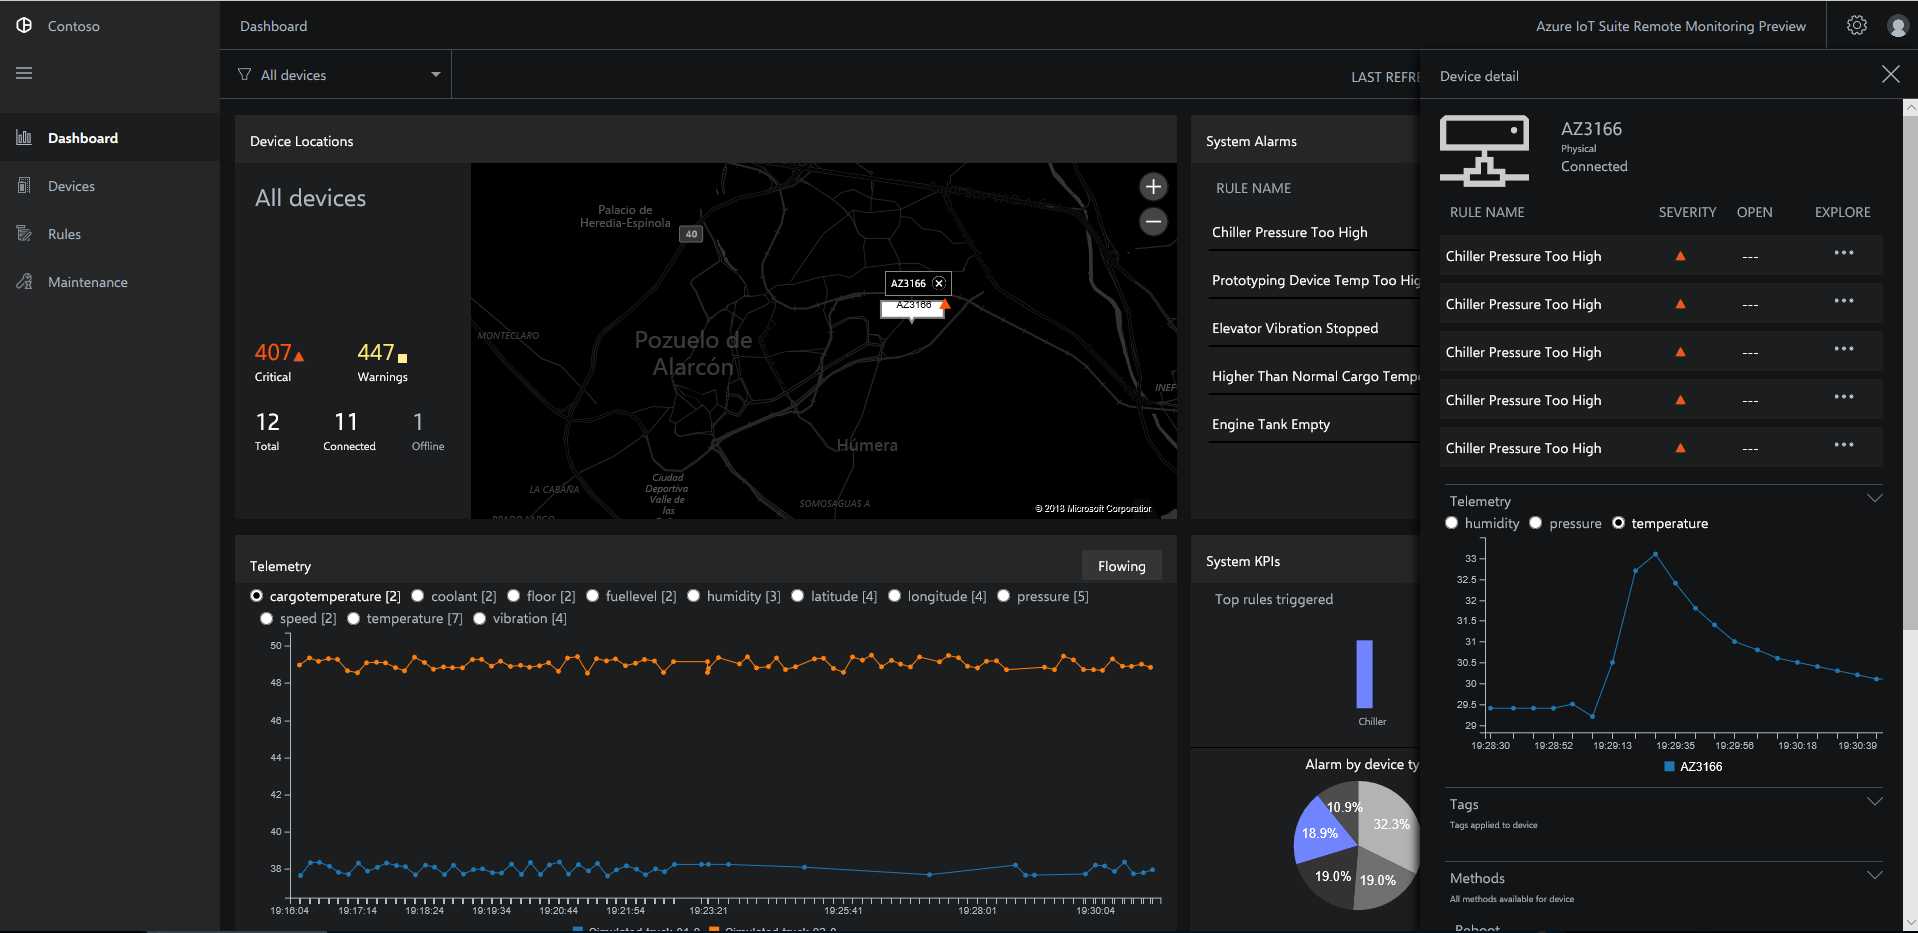 Contoso
Dashboard
Azure IoT Suite Remote Monitoring Preview
All devices
LAST REFRE
Dashboard
Devices
Rules
Maintenance
Device Locations
All devices
407
Critical
447
Warnings
12
Total
11
Connected
1
Offline
Palacio de
Heredia-Espínola
40
MONTECLARO
Pozuelo de
Alarcón
AZ3166
AZ3166
INEF
Húmera
LA CABAÑA
Ciudad
Deportiva
Valle de
las
SOMOSAGUAS A
PRADO LARGO
© 2018 Microsoft Corporation
System Alarms
RULE NAME
Chiller Pressure Too High
Prototyping Device Temp Too Hig
Elevator Vibration Stopped
Higher Than Normal Cargo Tempe
Engine Tank Empty
Telemetry
Flowing
cargotemperature [2] coolant [2] floor [2] fuellevel [2] humidity [3] latitude [4] longitude [4] pressure [5]
speed [2] temperature [7] vibration [4]
50
48
46
44
42
40
38
19:16:04 19:17:14 19:18:24 19:19:34 19:20:44 19:21:54 19:23:21 19:25:41 19:28:01 19:30:04
System KPIs
Top rules triggered
Chiller
Alarm by device ty
10.9%
32.3%
18.9%
19.0%
19.0%
Device detail
AZ3166
Physical
Connected
RULE NAME SEVERITY OPEN EXPLORE
Chiller Pressure Too High --- •••
Chiller Pressure Too High --- •••
Chiller Pressure Too High --- •••
Chiller Pressure Too High --- •••
Chiller Pressure Too High --- •••
Telemetry
humidity pressure temperature
33
32.5
32
31.5
31
30.5
30
29.5
29
19:28:30 19:28:52 19:29:13 19:29:35 19:29:56 19:30:18 19:30:39
AZ3166
Tags
Tags applied to device
Methods
All methods available for device
Reboot